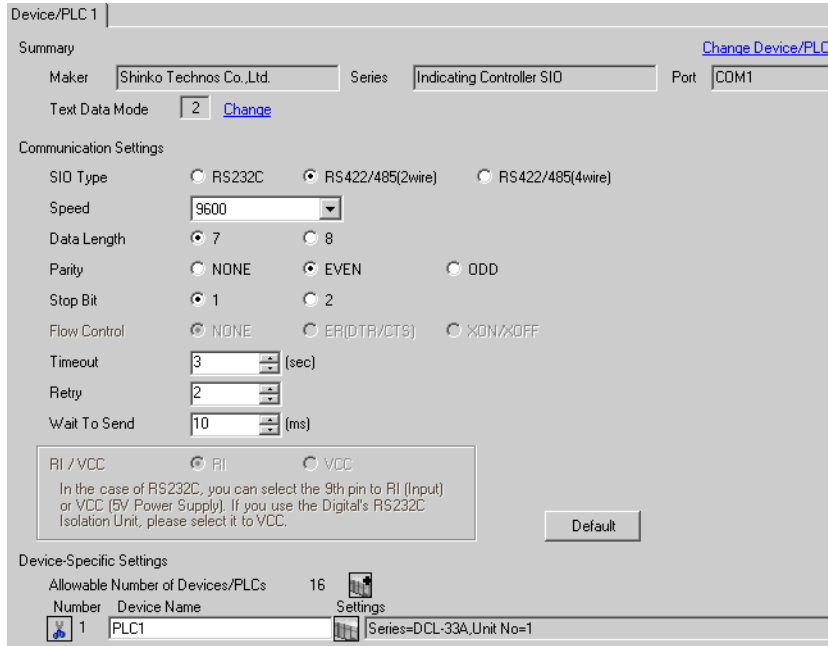 Device/PLC 1
Summary Change Device/PLC
Maker Shinko Technos Co.,Ltd. Series Indicating Controller SIO Port COM1
Text Data Mode 2 Change
Communication Settings
SIO Type RS232C RS422/485(2wire) RS422/485(4wire)
Speed 9600
Data Length 7 8
Parity NONE EVEN ODD
Stop Bit 1 2
Flow Control NONE ER(DTR/CTS) XON/XOFF
Timeout 3 (sec)
Retry 2
Wait To Send 10 (ms)
RI / VCC RI VCC
In the case of RS232C, you can select the 9th pin to RI (Input)
or VCC (5V Power Supply). If you use the Digital's RS232C
Isolation Unit, please select it to VCC.
Default
Device-Specific Settings
Allowable Number of Devices/PLCs 16
Number Device Name Settings
1 PLC1 Series=DCL-33A,Unit No=1